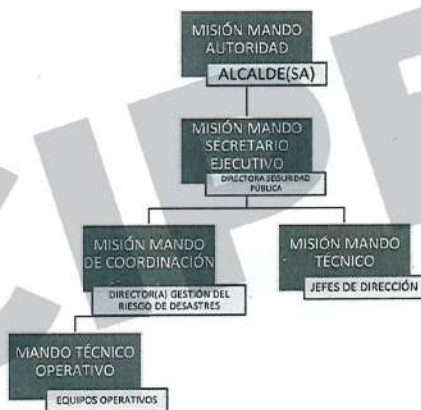 MISIÓN MANDO
AUTORIDAD
ALCALDE(SA)
MISIÓN MANDO
SECRETARIO
EJECUTIVO
DIRECTORA SEGURIDAD
PÚBLICA
MISIÓN MANDO
DE COORDINACIÓN
DIRECTOR(A) GESTIÓN DEL
RIESGO DE DESASTRES
MISIÓN MANDO
TÉCNICO
JEFES DE DIRECCIÓN
MANDO TÉCNICO
OPERATIVO
EQUIPOS OPERATIVOS